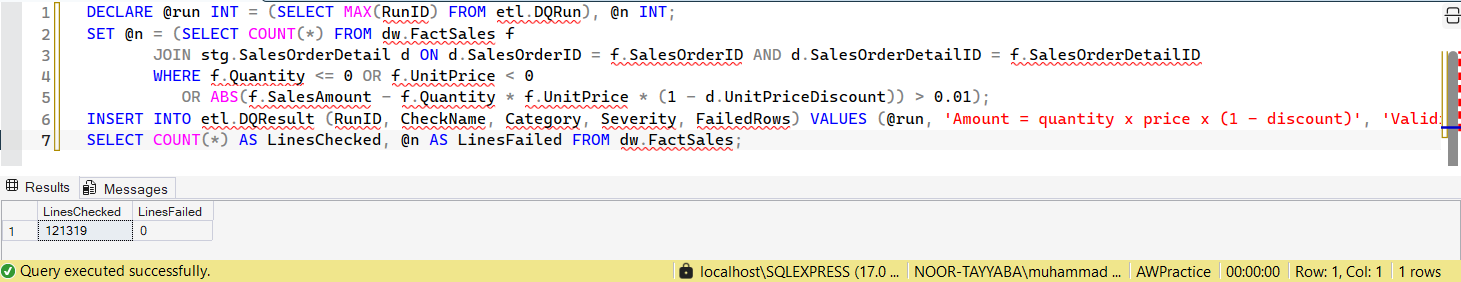 1 DECLARE @run INT = (SELECT MAX(RunID) FROM etl.DQRun), @n INT;
2 SET @n = (SELECT COUNT(*) FROM dw.FactSales f
3 JOIN stg.SalesOrderDetail d ON d.SalesOrderID = f.SalesOrderID AND d.SalesOrderDetailID = f.SalesOrderDetailID
4 WHERE f.Quantity <= 0 OR f.UnitPrice < 0
5 OR ABS(f.SalesAmount - f.Quantity * f.UnitPrice * (1 - d.UnitPriceDiscount)) > 0.01);
6 INSERT INTO etl.DQResult (RunID, CheckName, Category, Severity, FailedRows) VALUES (@run, 'Amount = quantity x price x (1 - discount)', 'Valid
7 SELECT COUNT(*) AS LinesChecked, @n AS LinesFailed FROM dw.FactSales;
Results Messages
LinesChecked LinesFailed
1 121319 0
Query executed successfully. localhost\SQLEXPRESS (17.0 ... NOOR-TAYYABA\muhammad ... AWPractice 00:00:00 Row: 1, Col: 1 1 rows